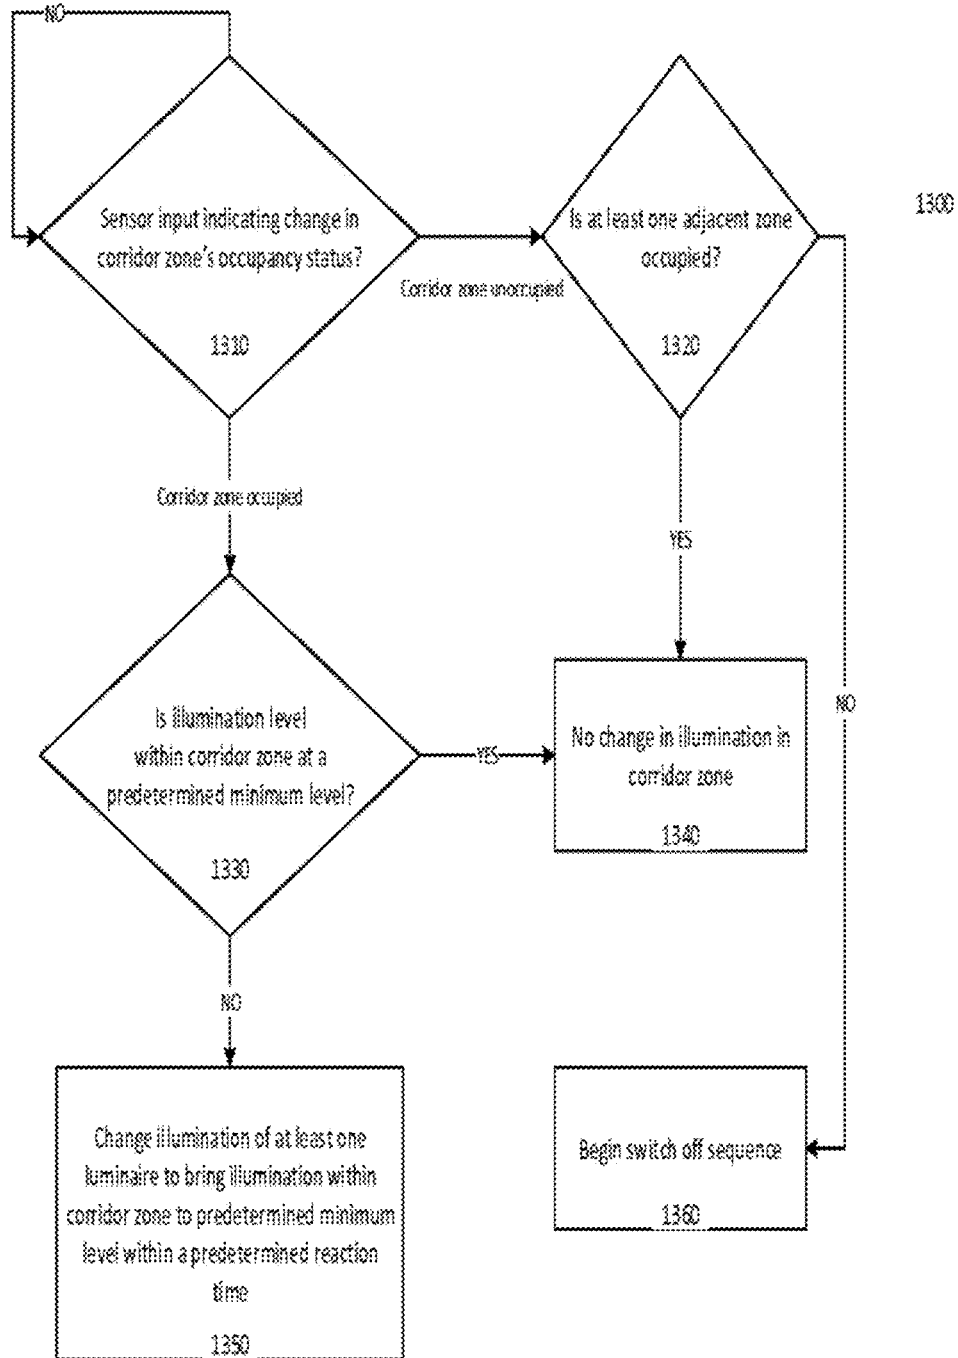 NO
Sensor input indicating change in
corridor zone's occupancy status?
1310
Corridor zone unoccupied
Is at least one adjacent zone
occupied?
1320
1300
Corridor zone occupied
YES
NO
Is illumination level
within corridor zone at a
predetermined minimum level?
1330
YES
No change in illumination in
corridor zone
1340
NO
Change illumination of at least one
luminaire to bring illumination within
corridor zone to predetermined minimum
level within a predetermined reaction
time
1350
Begin switch off sequence
1360